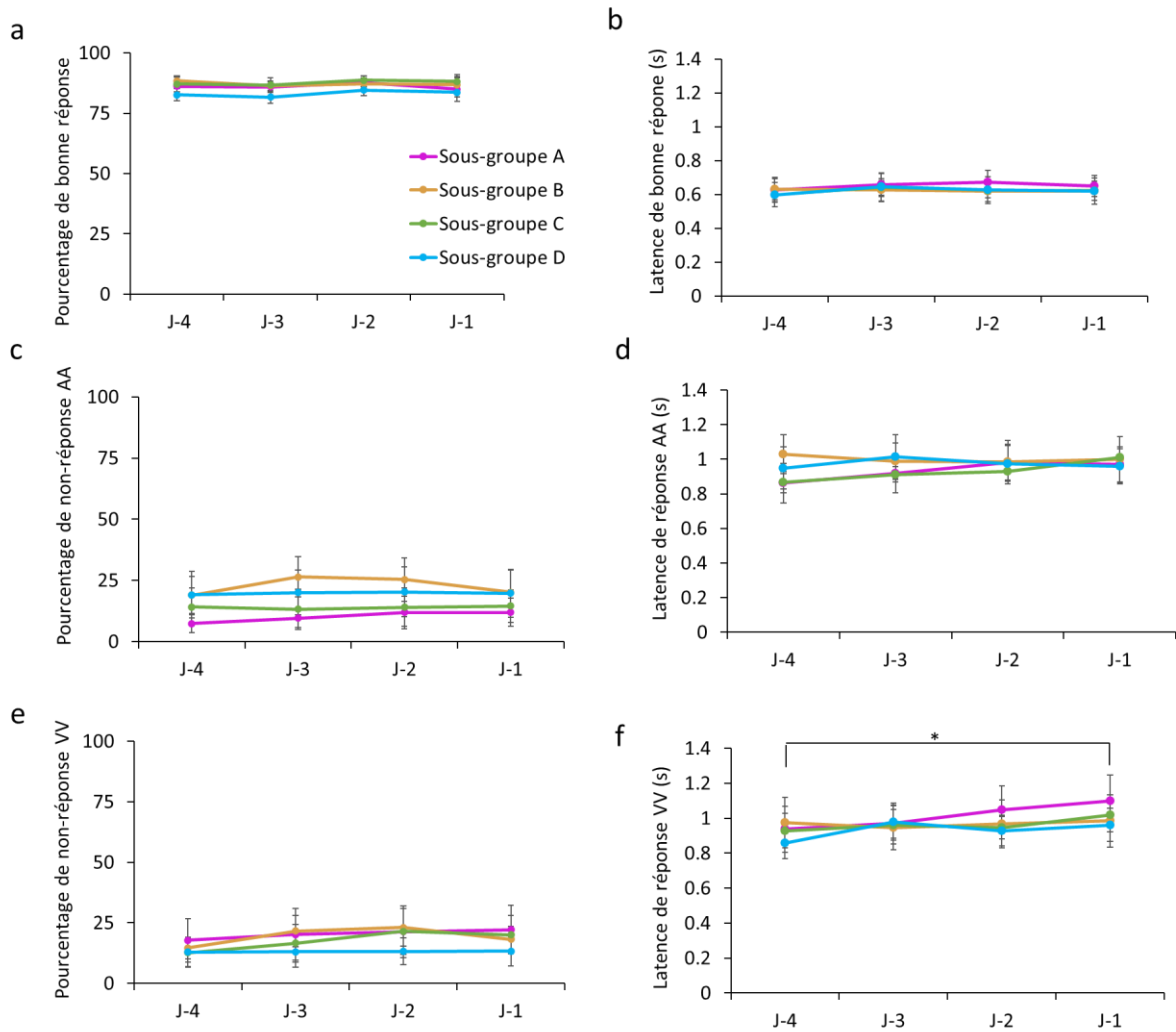 a
Pourcentage de bonne réponse
100
75
50
25
0
Sous-groupe A
Sous-groupe B
Sous-groupe C
Sous-groupe D
J-4 J-3 J-2 J-1
b
Latence de bonne répone (s)
1.4
1.2
1
0.8
0.6
0.4
0.2
0
J-4 J-3 J-2 J-1
c
Pourcentage de non-réponse AA
100
75
50
25
0
J-4 J-3 J-2 J-1
d
Latence de réponse AA (s)
1.4
1.2
1
0.8
0.6
0.4
0.2
0
J-4 J-3 J-2 J-1
e
Pourcentage de non-réponse VV
100
75
50
25
0
J-4 J-3 J-2 J-1
f
Latence de réponse VV (s)
*
1.4
1.2
1
0.8
0.6
0.4
0.2
0
J-4 J-3 J-2 J-1